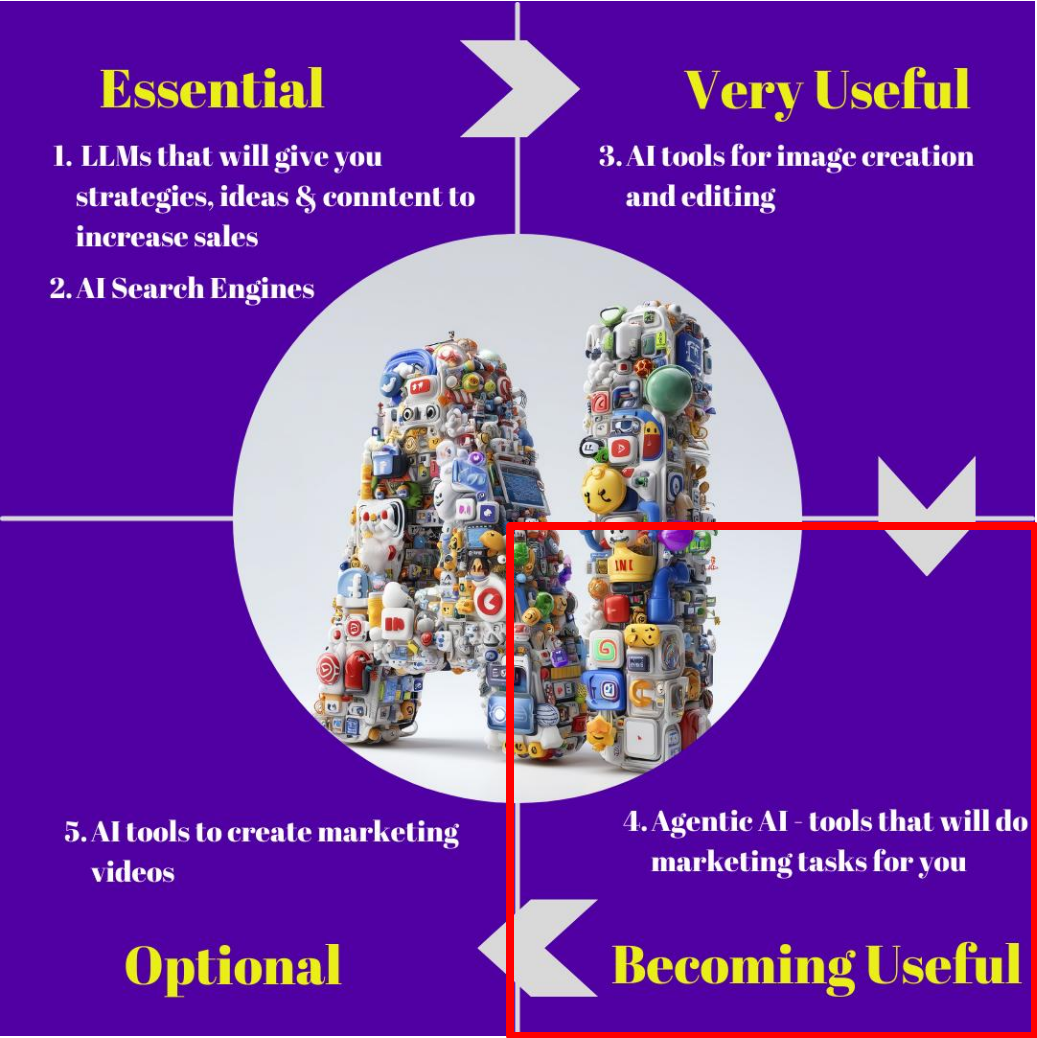 Essential
1. LLMs that will give you
strategies, ideas & conntent to
increase sales
2. AI Search Engines
Very Useful
3. AI tools for image creation
and editing
4. Agentic AI - tools that will do
marketing tasks for you
Becoming Useful
5. AI tools to create marketing
videos
Optional